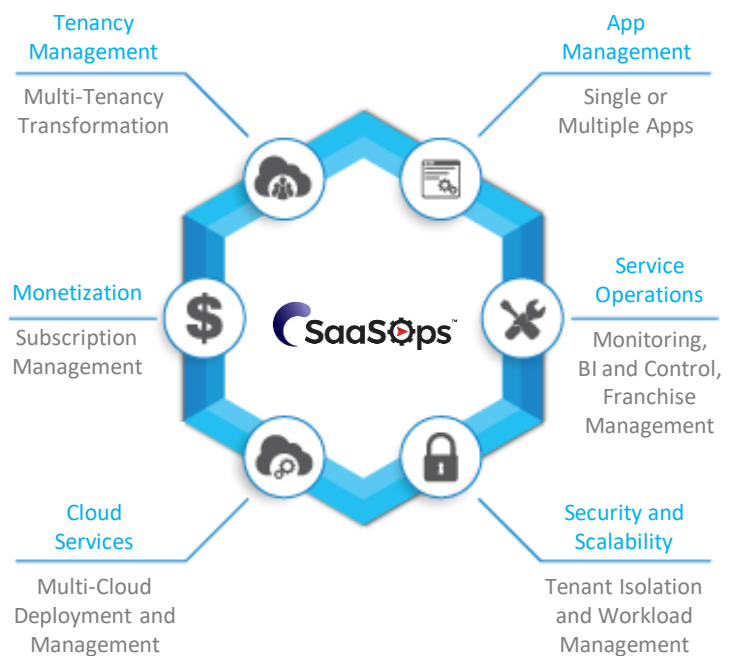 Tenancy
Management
Multi-Tenancy
Transformation
App
Management
Single or
Multiple Apps
Monetization
Subscription
Management
SaaSOps™
Service
Operations
Monitoring,
BI and Control,
Franchise
Management
Cloud
Services
Multi-Cloud
Deployment and
Management
Security and
Scalability
Tenant Isolation
and Workload
Management